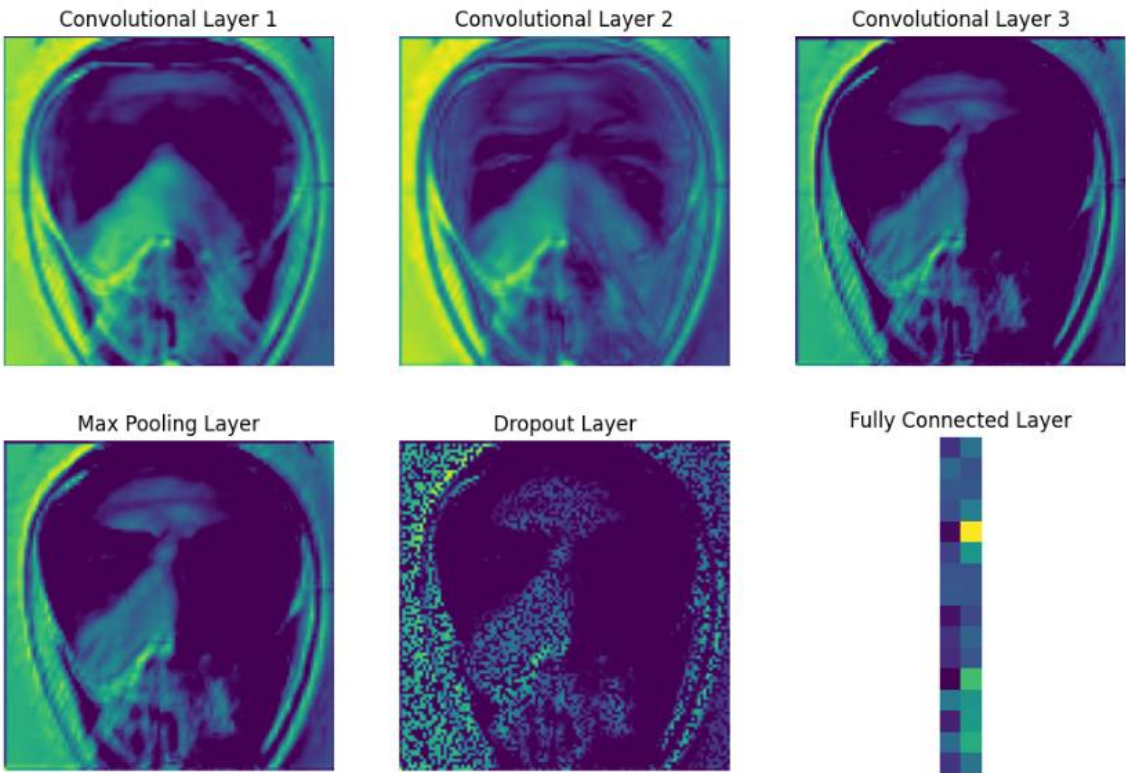 Convolutional Layer 1
Convolutional Layer 2
Convolutional Layer 3
Max Pooling Layer
Dropout Layer
Fully Connected Layer